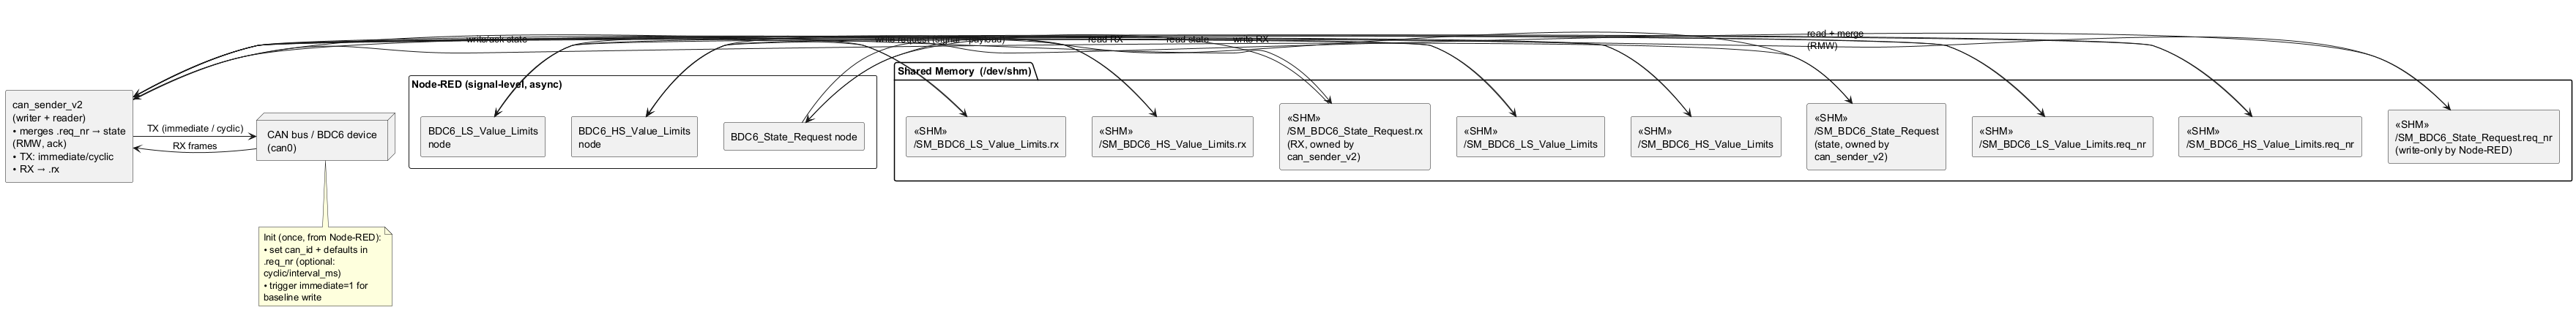 write/ack state
write request (signal→payload)
read RX
read state
write RX
read + merge
(RMW)
Shared Memory  (/dev/shm)
Node-RED (signal-level, async)
can_sender_v2
(writer + reader)
• merges .req_nr → state
(RMW, ack)
• TX: immediate/cyclic
• RX → .rx
TX (immediate / cyclic)
RX frames
CAN bus / BDC6 device
(can0)
BDC6_LS_Value_Limits
node
BDC6_HS_Value_Limits
node
BDC6_State_Request node
«SHM»
/SM_BDC6_LS_Value_Limits.rx
«SHM»
/SM_BDC6_HS_Value_Limits.rx
«SHM»
/SM_BDC6_State_Request.rx
(RX, owned by
can_sender_v2)
«SHM»
/SM_BDC6_LS_Value_Limits
«SHM»
/SM_BDC6_HS_Value_Limits
«SHM»
/SM_BDC6_State_Request
(state, owned by
can_sender_v2)
«SHM»
/SM_BDC6_LS_Value_Limits.req_nr
«SHM»
/SM_BDC6_HS_Value_Limits.req_nr
«SHM»
/SM_BDC6_State_Request.req_nr
(write-only by Node-RED)
Init (once, from Node-RED):
• set can_id + defaults in
.req_nr (optional:
cyclic/interval_ms)
• trigger immediate=1 for
baseline write